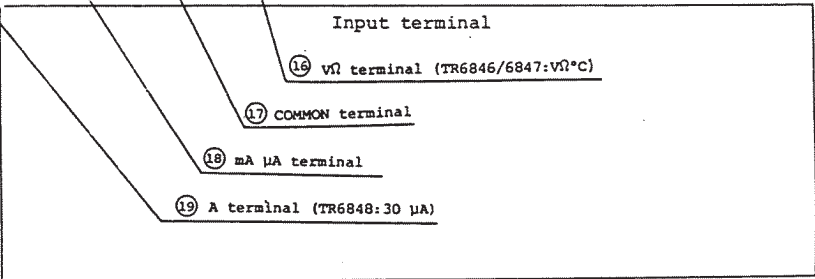 Input terminal
⑯ VΩ terminal (TR6846/6847:VΩ°C)
⑰ COMMON terminal
⑱ mA µA terminal
⑲ A terminal (TR6848:30 µA)